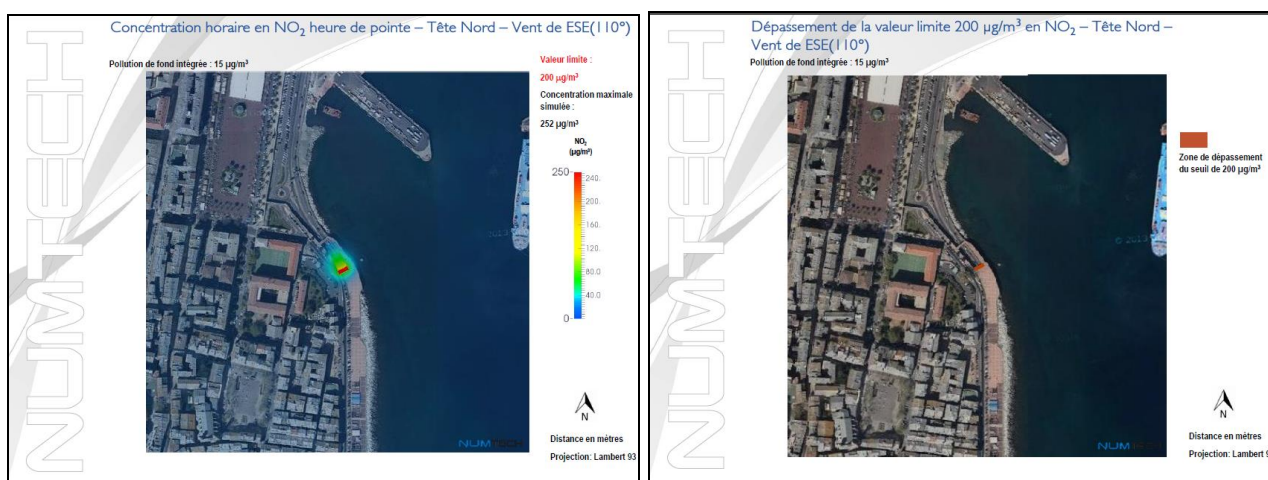 Concentration horaire en NO₂ heure de pointe – Tête Nord – Vent de ESE(110°)
Pollution de fond intégrée : 15 µg/m³
Valeur limite :
200 µg/m³
Concentration maximale
simulée :
252 µg/m³
NO₂
(µg/m³)
250
240.
200.
160.
120.
80.0
40.0
0
N
Distance en mètres
Projection: Lambert 93
NUMTECH
NUMTECH
Dépassement de la valeur limite 200 µg/m³ en NO₂ – Tête Nord –
Vent de ESE(110°)
Pollution de fond intégrée : 15 µg/m³
Zone de dépassement
du seuil de 200 µg/m³
© 2013
N
Distance en mètres
Projection: Lambert 9
NUMTECH
NUM